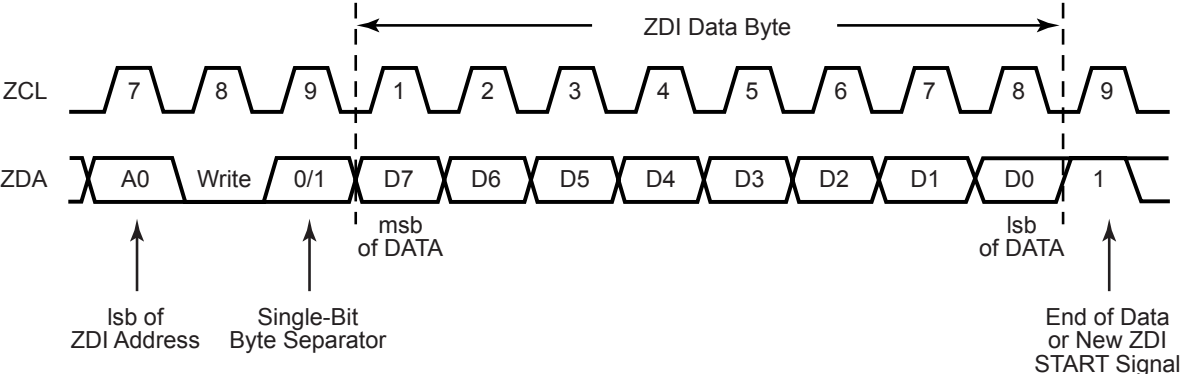 ZDI Data Byte
ZCL 7 8 9 1 2 3 4 5 6 7 8 9
ZDA A0 Write 0/1 D7 D6 D5 D4 D3 D2 D1 D0 1
msb
of DATA
lsb
of DATA
lsb of
ZDI Address
Single-Bit
Byte Separator
End of Data
or New ZDI
START Signal